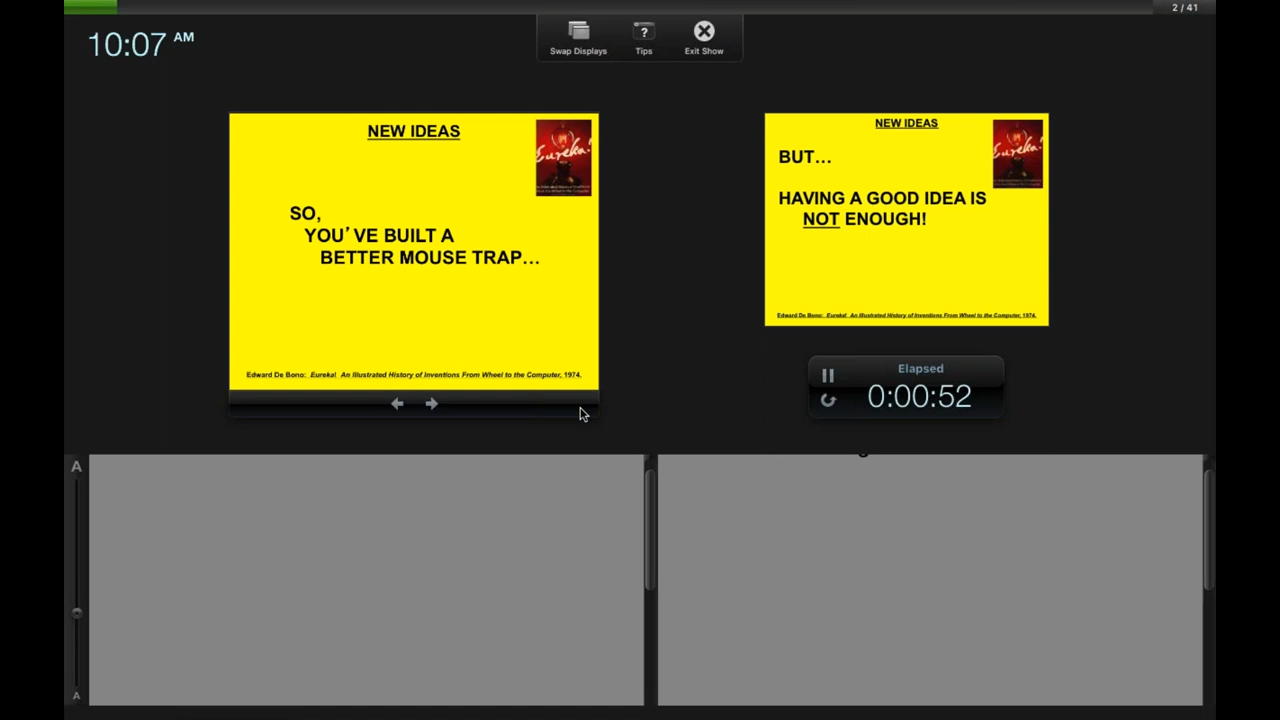 2 / 41
10:07 AM
Swap Displays
Tips
Exit Show
NEW IDEAS
Eureka!
SO,
YOU'VE BUILT A
BETTER MOUSE TRAP...
Edward De Bono: Eureka! An Illustrated History of Inventions From Wheel to the Computer, 1974.
NEW IDEAS
Eureka!
BUT...
HAVING A GOOD IDEA IS
NOT ENOUGH!
Edward De Bono: Eureka! An Illustrated History of Inventions From Wheel to the Computer, 1974.
Elapsed
0:00:52
A
A